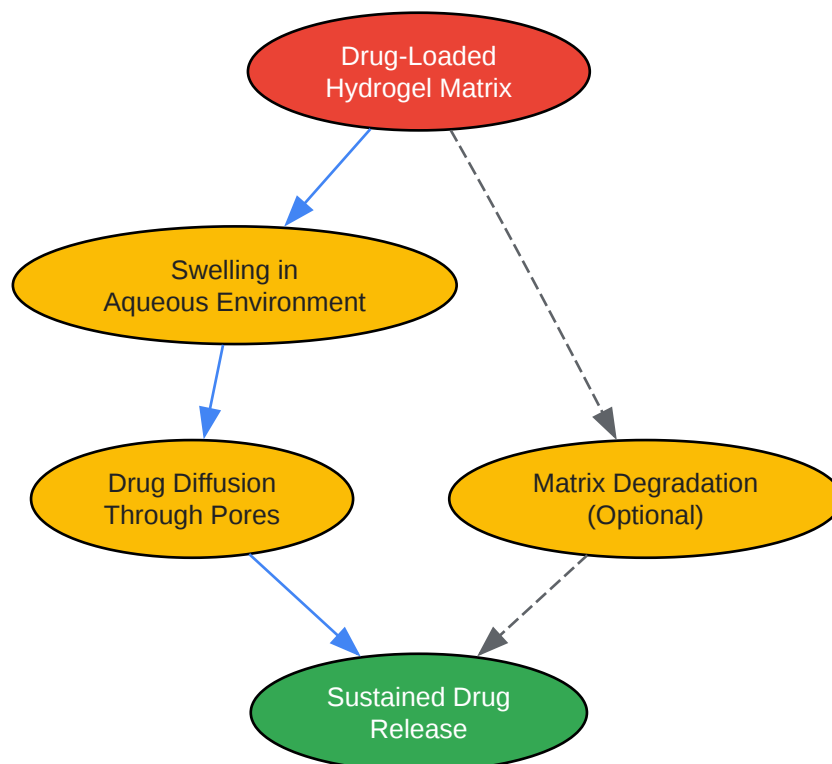 Drug-Loaded
Hydrogel Matrix
Swelling in
Aqueous Environment
Drug Diffusion
Through Pores
Matrix Degradation
(Optional)
Sustained Drug
Release